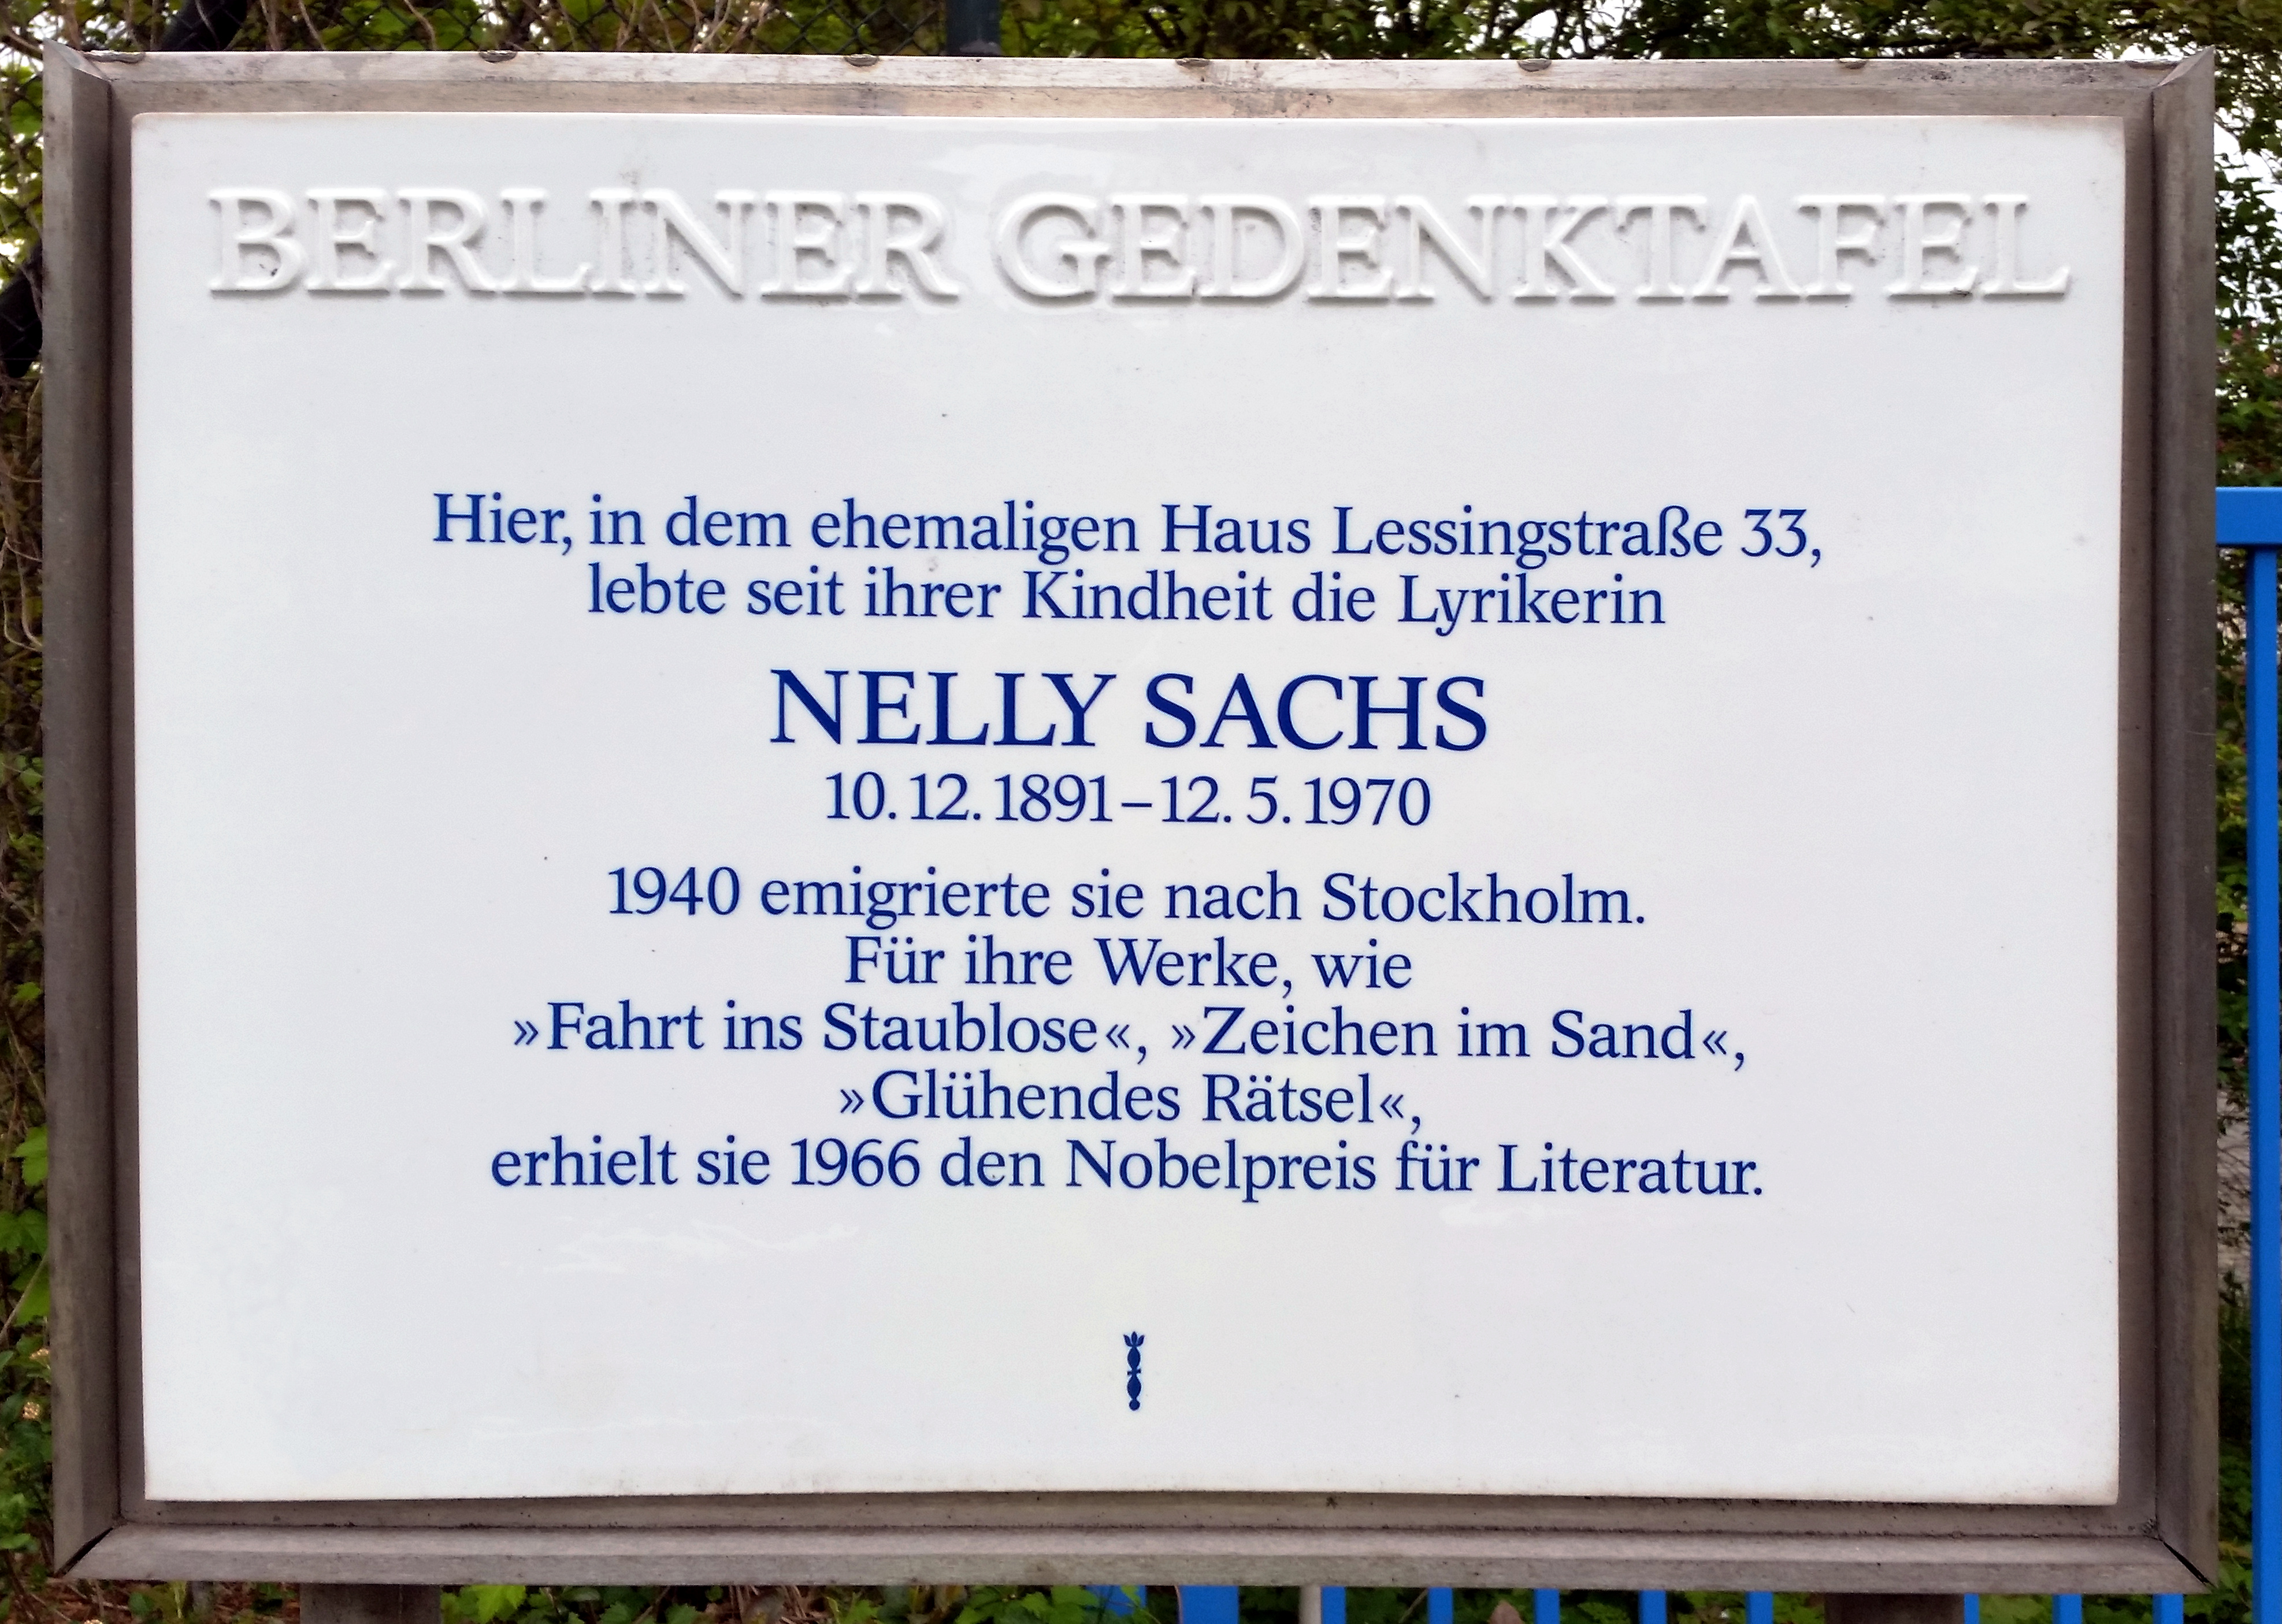 BERLINER GEDENKTAFEL
Hier, in dem ehemaligen Haus Lessingstraße 33,
lebte seit ihrer Kindheit die Lyrikerin
NELLY SACHS
10.12.1891–12.5.1970
1940 emigrierte sie nach Stockholm.
Für ihre Werke, wie
»Fahrt ins Staublose«, »Zeichen im Sand«,
»Glühendes Rätsel«,
erhielt sie 1966 den Nobelpreis für Literatur.